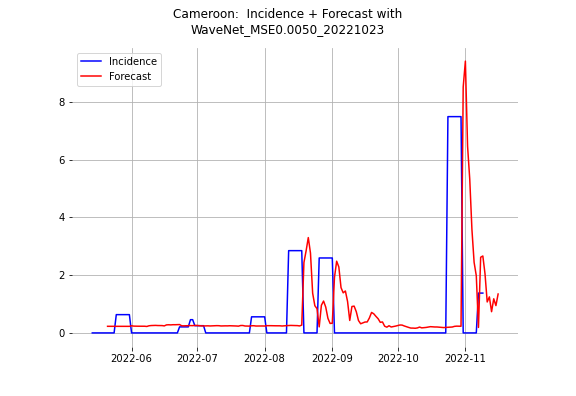 Cameroon:  Incidence + Forecast with
WaveNet_MSE0.0050_20221023
Incidence
Forecast
8
6
4
2
0
2022-06 2022-07 2022-08 2022-09 2022-10 2022-11